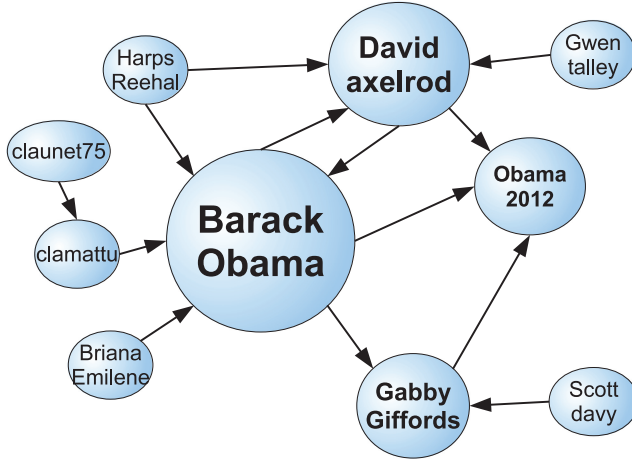 Harps
Reehal
David
axelrod
Gwen
talley
claunet75
Obama
2012
Barack
Obama
clamattu
Briana
Emilene
Gabby
Giffords
Scott
davy